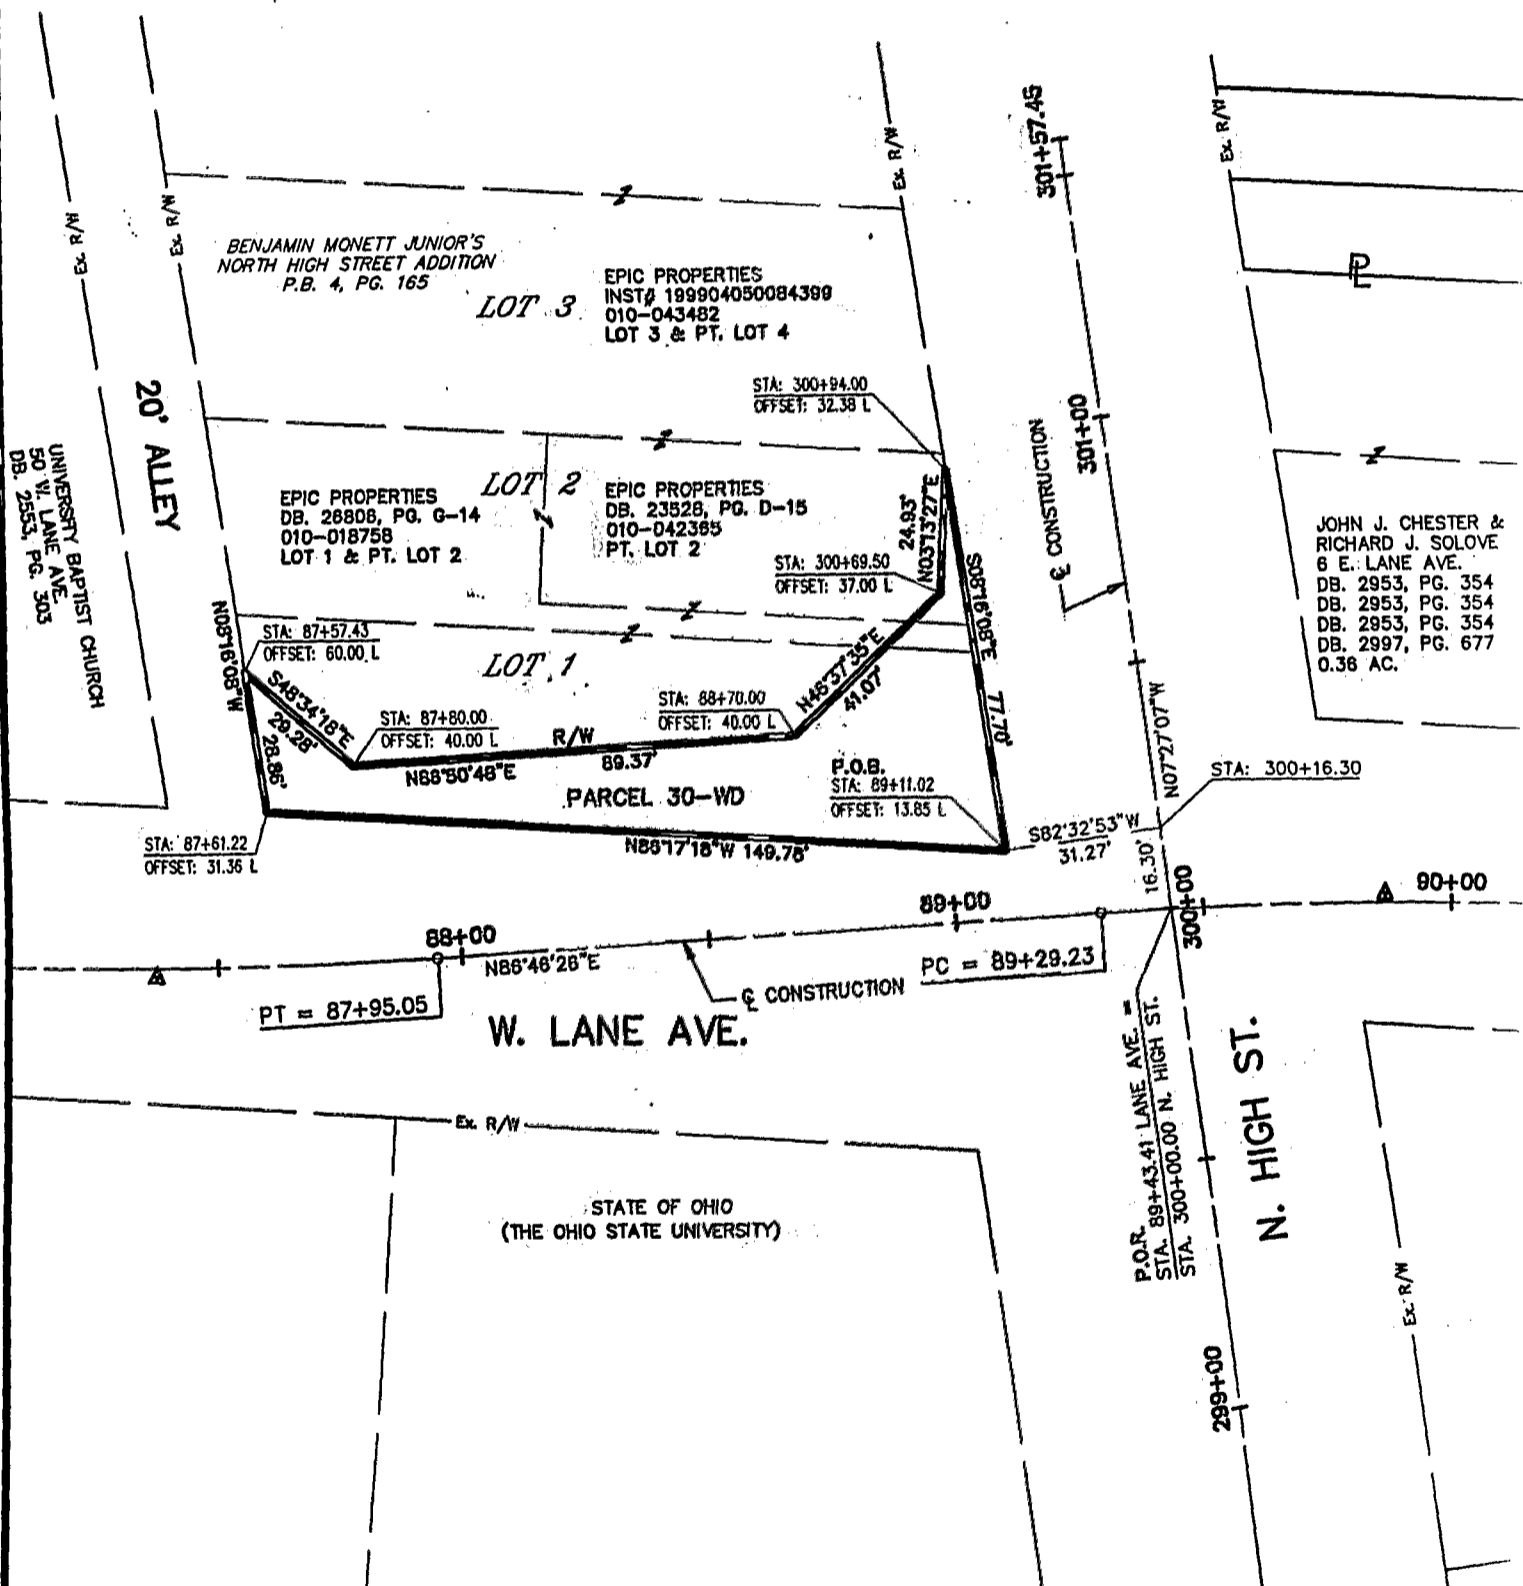 301+57.45
Ex. R/W
Ex. R/W
Ex. R/W
Ex. R/W
BENJAMIN MONETT JUNIOR'S
NORTH HIGH STREET ADDITION
P.B. 4, PG. 165
LOT 3
EPIC PROPERTIES
INST# 199904050084399
010-043482
LOT 3 & PT. LOT 4
PL
20' ALLEY
STA: 300+94.00
OFFSET: 32.38 L
301+00
℄ CONSTRUCTION
UNIVERSITY BAPTIST CHURCH
50 W. LANE AVE.
DB. 2553, PG. 303
EPIC PROPERTIES
DB. 26806, PG. G-14
010-018758
LOT 1 & PT. LOT 2
LOT 2
EPIC PROPERTIES
DB. 23528, PG. D-15
010-042365
PT. LOT 2
24.93'
N03°13'27"E
STA: 300+69.50
OFFSET: 37.00 L
S08°16'08"E
77.70'
JOHN J. CHESTER &
RICHARD J. SOLOVE
6 E. LANE AVE.
DB. 2953, PG. 354
DB. 2953, PG. 354
DB. 2953, PG. 354
DB. 2997, PG. 677
0.36 AC.
N08°16'08"W
28.86'
STA: 87+57.43
OFFSET: 60.00 L
LOT 1
S48°34'18"E
29.28'
STA: 87+80.00
OFFSET: 40.00 L
R/W
STA: 88+70.00
OFFSET: 40.00 L
N46°37'35"E
41.07'
N88°50'48"E
89.37'
PARCEL 30-WD
P.O.B.
STA: 89+11.02
OFFSET: 13.85 L
N07°27'07"W
STA: 300+16.30
STA: 87+61.22
OFFSET: 31.36 L
N86°17'18"W 149.78'
S82°32'53"W
31.27'
16.30'
300+00
90+00
89+00
88+00
N86°46'26"E
℄ CONSTRUCTION
PC = 89+29.23
PT = 87+95.05
W. LANE AVE.
P.O.R.
STA. 89+43.41 LANE AVE. =
STA. 300+00.00 N. HIGH ST.
N. HIGH ST.
Ex. R/W
STATE OF OHIO
(THE OHIO STATE UNIVERSITY)
Ex. R/W
299+00